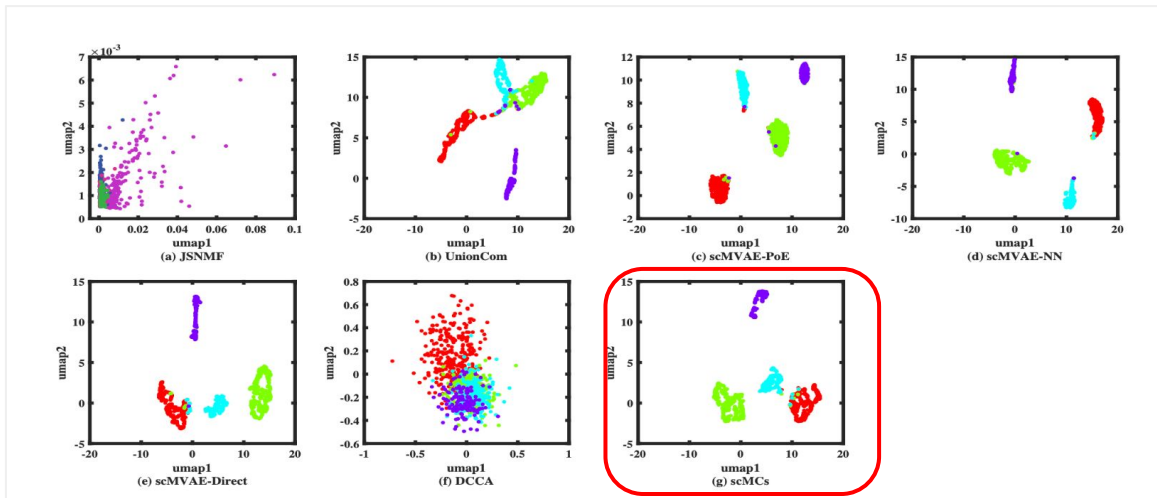 ×10⁻³
7
6
5
4
3
2
1
0
umap2
0 0.02 0.04 0.06 0.08 0.1
umap1
(a) JSNMF
15
10
5
0
-5
umap2
-20 -10 0 10 20
umap1
(b) UnionCom
12
10
8
6
4
2
0
-2
umap2
-20 -10 0 10 20
umap1
(c) scMVAE-PoE
15
10
5
0
-5
-10
umap2
-20 -10 0 10 20
umap1
(d) scMVAE-NN
15
10
5
0
-5
umap2
-20 -10 0 10 20
umap1
(e) scMVAE-Direct
0.8
0.6
0.4
0.2
0
-0.2
-0.4
-0.6
umap2
-1 -0.5 0 0.5 1
umap1
(f) DCCA
15
10
5
0
-5
umap2
-20 -10 0 10 20
umap1
(g) scMCs